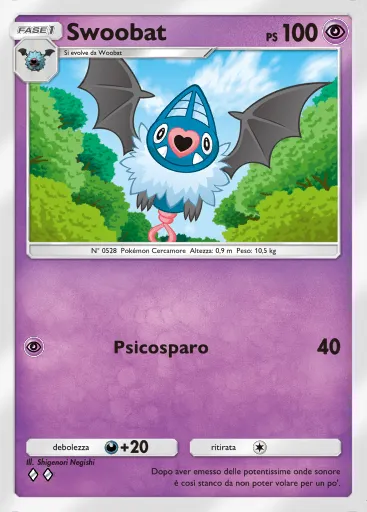 FASE 1 Swoobat PS 100
Si evolve da Woobat
N° 0528 Pokémon Cercamore Altezza: 0,9 m Peso: 10,5 kg
Psicosparo 40
debolezza +20 ritirata
Ill. Shigenori Negishi
Dopo aver emesso delle potentissime onde sonore
è così stanco da non poter volare per un po'.